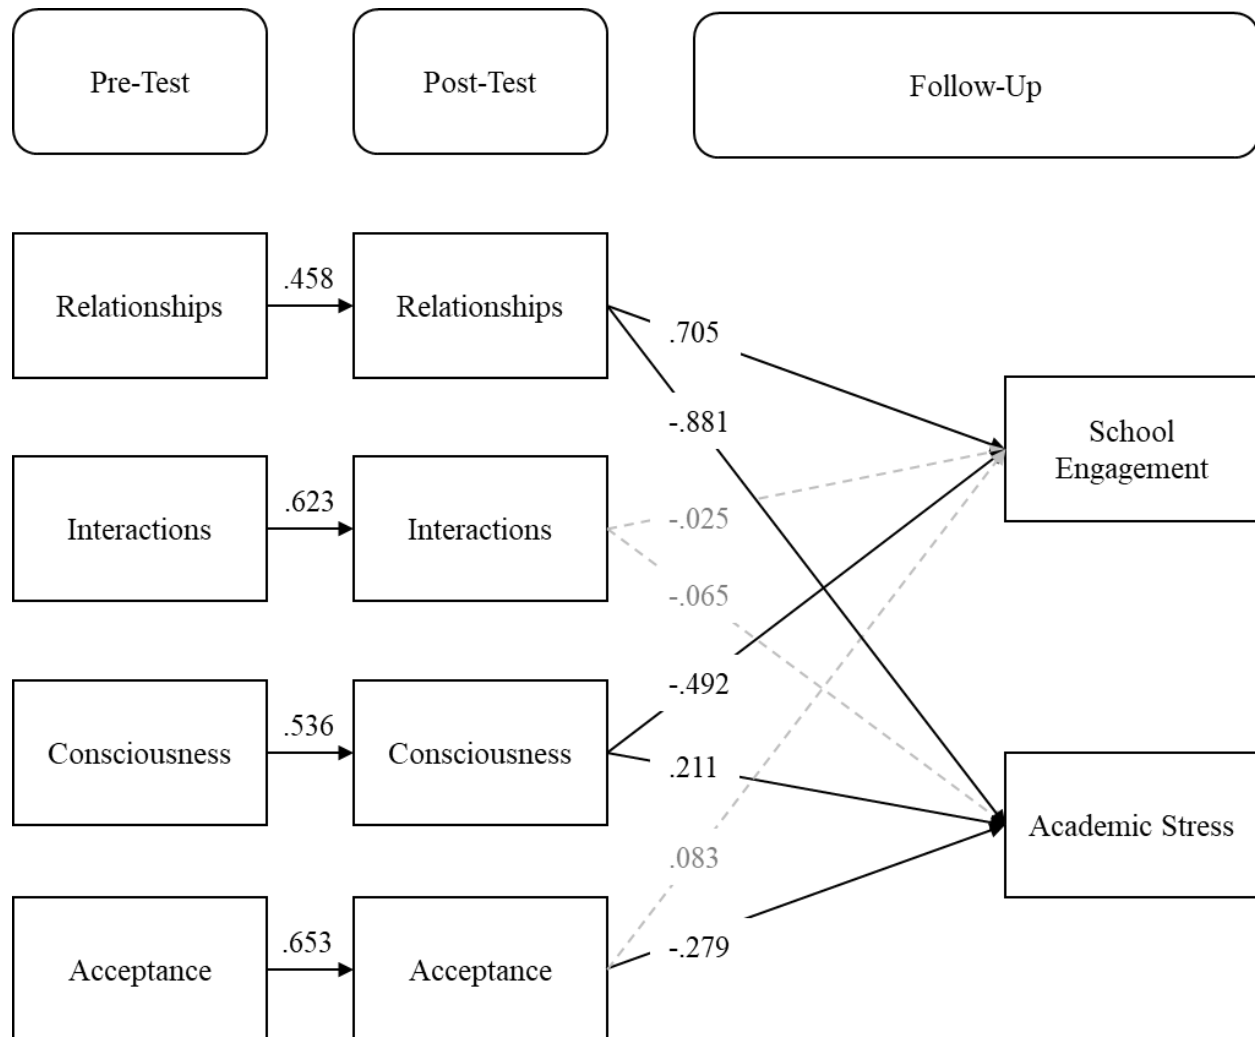 Pre-Test
Post-Test
Follow-Up
Relationships
.458
Relationships
.705
-.881
School
Engagement
Interactions
.623
Interactions
-.025
-.065
Consciousness
.536
Consciousness
-.492
.211
Academic Stress
Acceptance
.653
Acceptance
.083
-.279